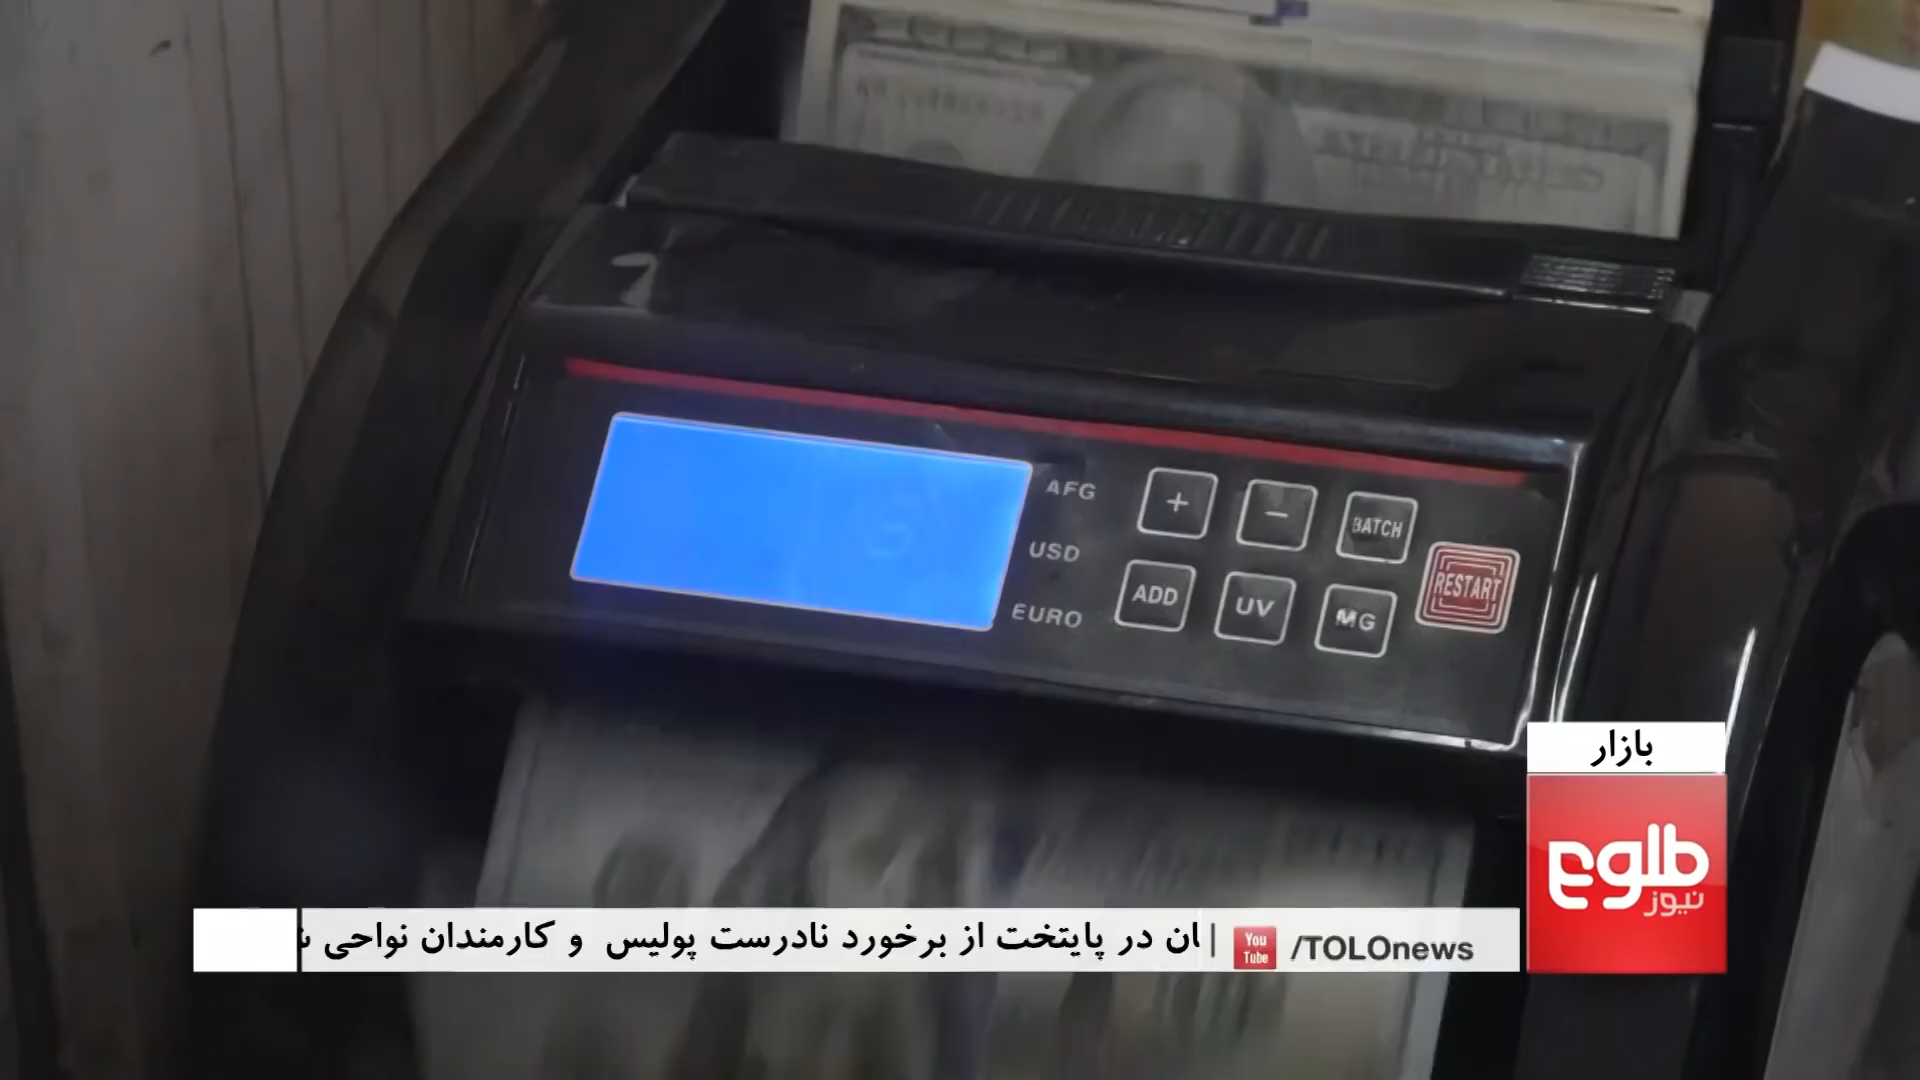 AFG
USD
EURO
+
−
BATCH
ADD
UV
MG
RESTART
بازار
طلوع
نیوز
ان در پایتخت از برخورد نادرست پولیس و کارمندان نواحی
You
Tube
/TOLOnews